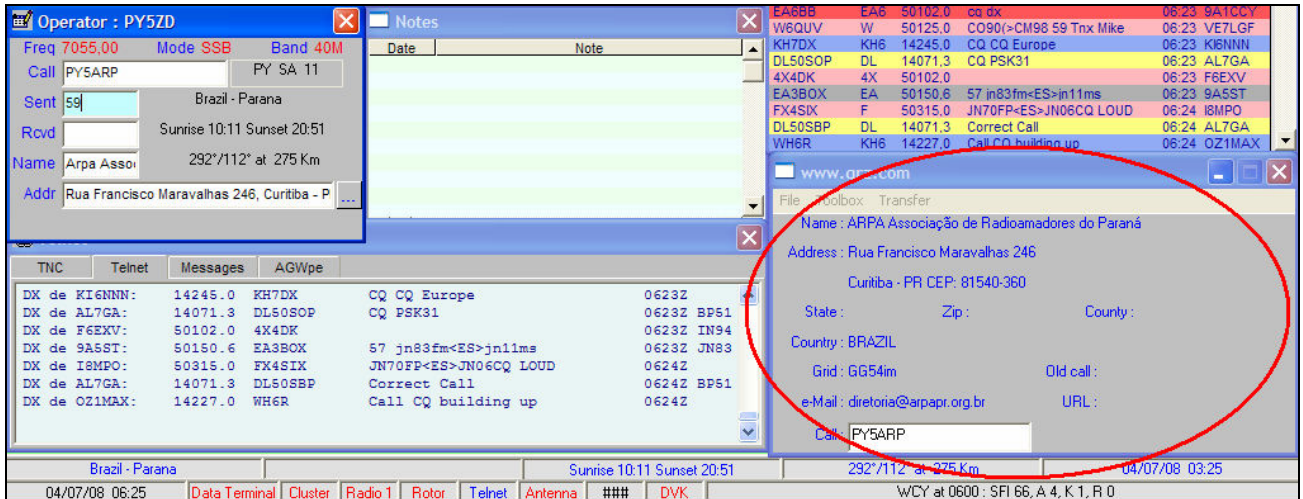 Operator : PY5ZD
Freq 7055,00 Mode SSB Band 40M
Call PY5ARP PY SA 11
Sent 59 Brazil - Parana
Rcvd Sunrise 10:11 Sunset 20:51
Name Arpa Assoi 292°/112° at 275 Km
Addr Rua Francisco Maravalhas 246, Curitiba - P ...
Notes
Date Note
EA6BB EA6 50102,0 cq dx 06:23 9A1CCY
W6QUV W 50125,0 CO90(>CM98 59 Tnx Mike 06:23 VE7LGF
KH7DX KH6 14245,0 CQ CQ Europe 06:23 KI6NNN
DL50SOP DL 14071,3 CQ PSK31 06:23 AL7GA
4X4DK 4X 50102,0 06:23 F6EXV
EA3BOX EA 50150,6 57 jn83fm<ES>jn11ms 06:23 9A5ST
FX4SIX F 50315,0 JN70FP<ES>JN06CQ LOUD 06:24 I8MPO
DL50SBP DL 14071,3 Correct Call 06:24 AL7GA
WH6R KH6 14227,0 Call CQ building up 06:24 OZ1MAX
TNC Telnet Messages AGWpe
DX de KI6NNN: 14245.0 KH7DX CQ CQ Europe 0623Z
DX de AL7GA: 14071.3 DL50SOP CQ PSK31 0623Z BP51
DX de F6EXV: 50102.0 4X4DK 0623Z IN94
DX de 9A5ST: 50150.6 EA3BOX 57 jn83fm<ES>jn11ms 0623Z JN83
DX de I8MPO: 50315.0 FX4SIX JN70FP<ES>JN06CQ LOUD 0624Z
DX de AL7GA: 14071.3 DL50SBP Correct Call 0624Z BP51
DX de OZ1MAX: 14227.0 WH6R Call CQ building up 0624Z
www.qrz.com
File Toolbox Transfer
Name : ARPA Associação de Radioamadores do Paraná
Address : Rua Francisco Maravalhas 246
Curitiba - PR CEP: 81540-360
State : Zip : County :
Country : BRAZIL
Grid : GG54im Old call :
e-Mail : diretoria@arpapr.org.br URL :
Call : PY5ARP
Brazil - Parana Sunrise 10:11 Sunset 20:51 292°/112° at 275 Km 04/07/08 03:25
04/07/08 06:25 Data Terminal Cluster Radio 1 Rotor Telnet Antenna ### DVK WCY at 0600 : SFI 66, A 4, K 1, R 0